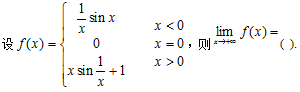 设 f(x) = { 1/x sin x   x < 0
0   x = 0
x sin 1/x + 1   x > 0
, 则 lim x→+∞ f(x) = ( ).